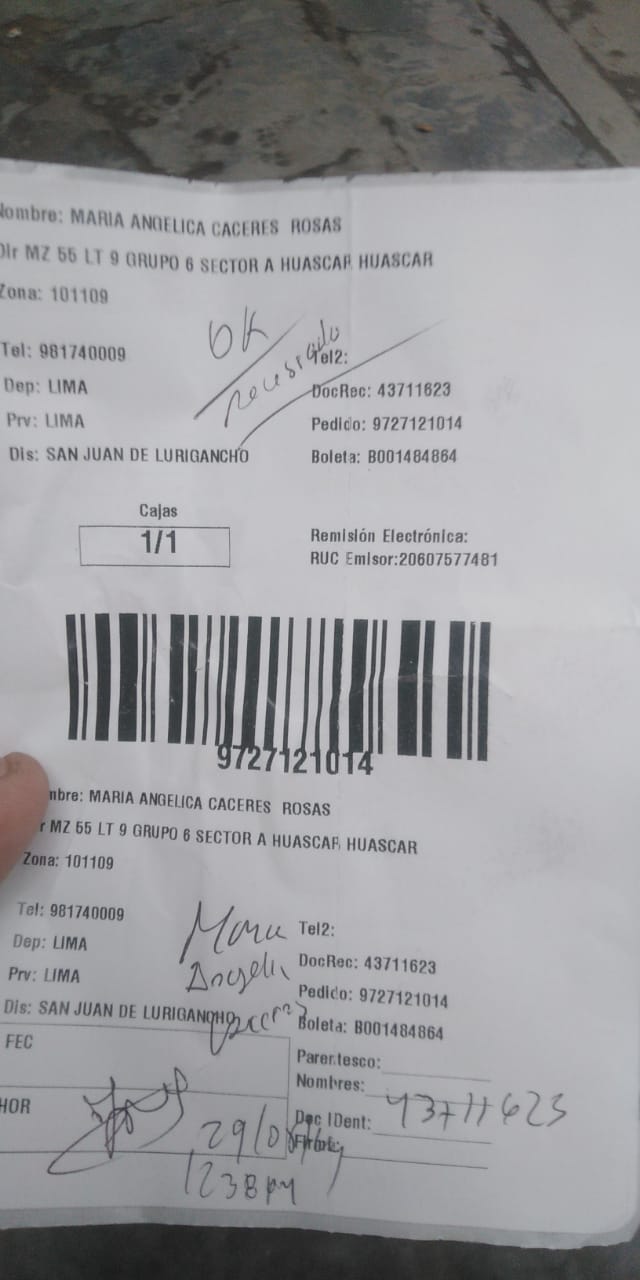 Nombre: MARIA ANGELICA CACERES ROSAS
Dir MZ 55 LT 9 GRUPO 6 SECTOR A HUASCAR HUASCAR
Zona: 101109
OK
Tel: 981740009 Tel2:
Dep: LIMA DocRec: 43711623
Prv: LIMA Pedido: 9727121014
Dis: SAN JUAN DE LURIGANCHO Boleta: B001484864
Cajas
1/1
Remisión Electrónica:
RUC Emisor:20607577481
9727121014
mbre: MARIA ANGELICA CACERES ROSAS
r MZ 55 LT 9 GRUPO 6 SECTOR A HUASCAR HUASCAR
Zona: 101109
Tel: 981740009 Tel2:
Dep: LIMA DocRec: 43711623
Prv: LIMA Pedido: 9727121014
Dis: SAN JUAN DE LURIGANCHO Boleta: B001484864
Maria
Angelic
FEC
Parentesco:
Nombres:
HOR
Doc IDent: 43711623
Firma:
1238pm